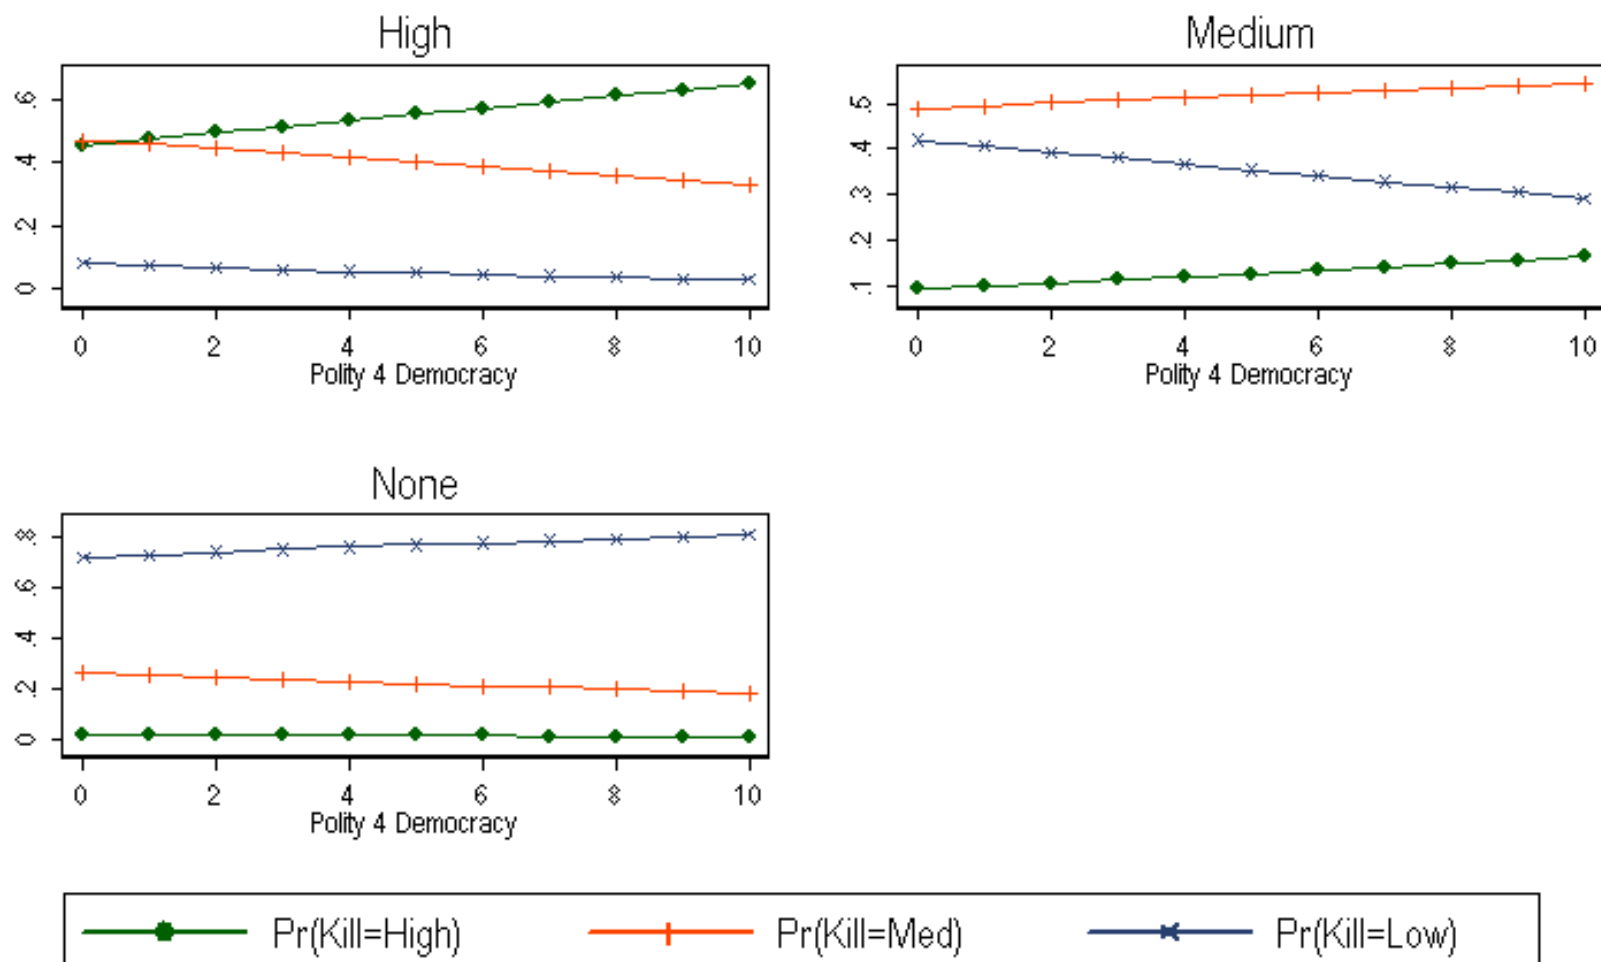 High
.6
.4
.2
0
0 2 4 6 8 10
Polity 4 Democracy
Medium
.5
.4
.3
.2
.1
0 2 4 6 8 10
Polity 4 Democracy
None
.8
.6
.4
.2
0
0 2 4 6 8 10
Polity 4 Democracy
Pr(Kill=High) Pr(Kill=Med) Pr(Kill=Low)